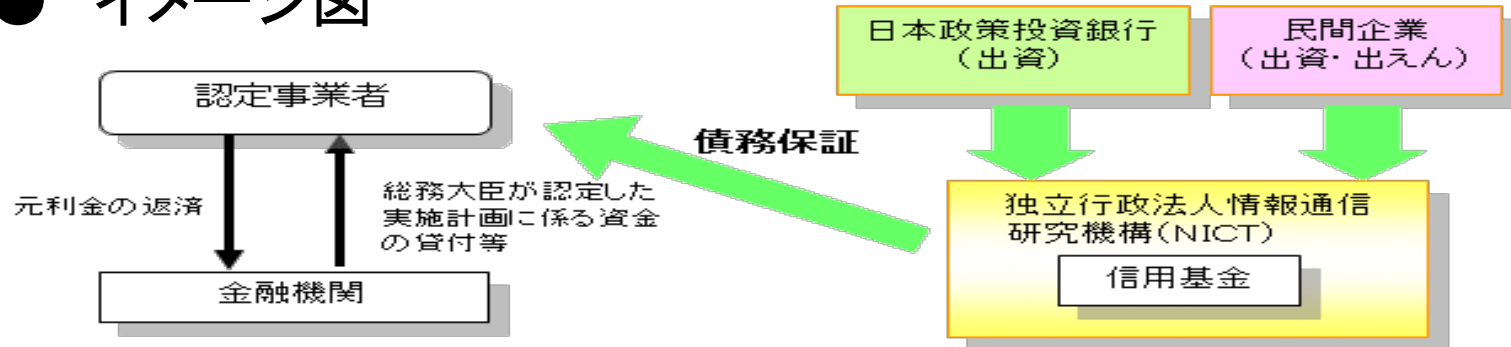 ● イメージ図
日本政策投資銀行
（出資）
民間企業
（出資・出えん）
認定事業者
債務保証
元利金の返済
総務大臣が認定した
実施計画に係る資金
の貸付等
独立行政法人情報通信
研究機構（NICT）
信用基金
金融機関